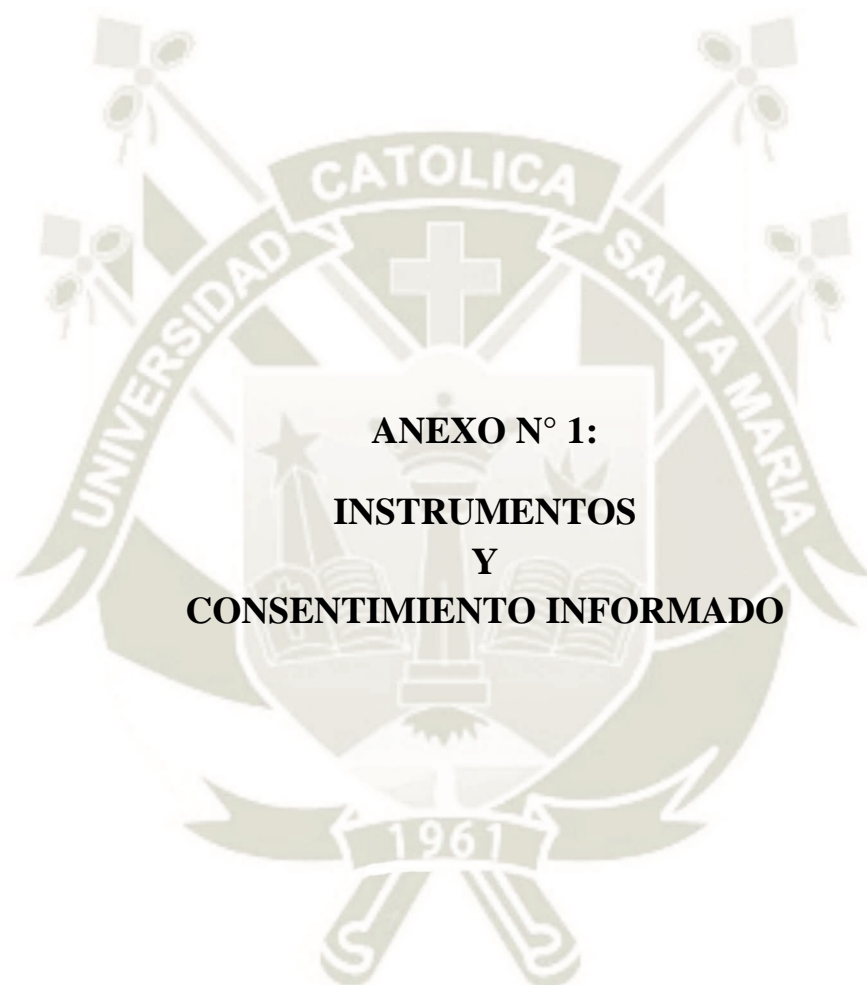 UNIVERSIDAD CATOLICA SANTA MARIA
ANEXO N° 1:
INSTRUMENTOS
Y
CONSENTIMIENTO INFORMADO
1961